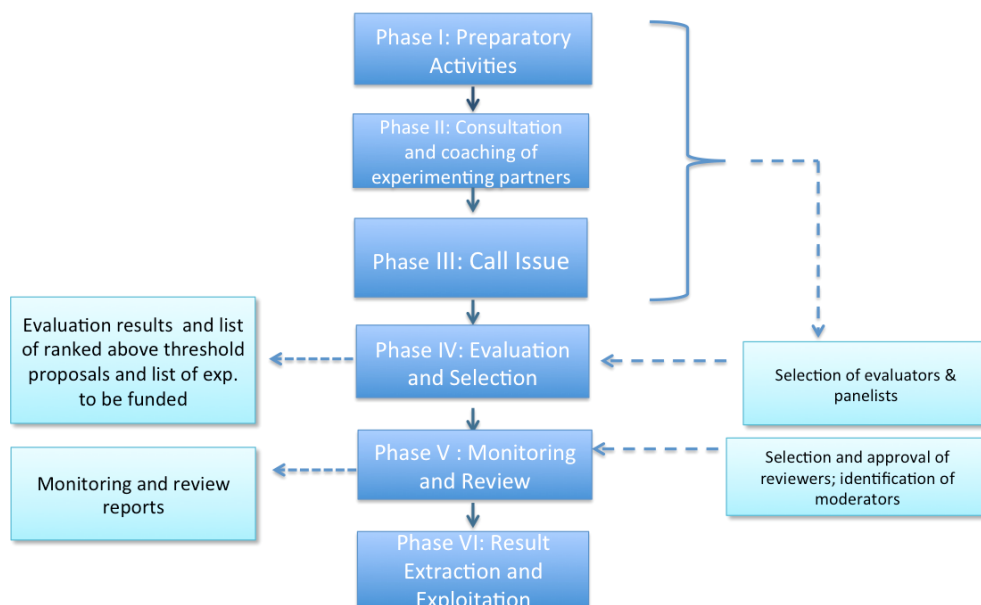 Phase I: Preparatory
Activities
Phase II: Consultation
and coaching of
experimenting partners
Phase III: Call Issue
Evaluation results and list
of ranked above threshold
proposals and list of exp.
to be funded
Phase IV: Evaluation
and Selection
Selection of evaluators &
panelists
Phase V : Monitoring
and Review
Selection and approval of
reviewers; identification of
moderators
Monitoring and review
reports
Phase VI: Result
Extraction and
Exploitation